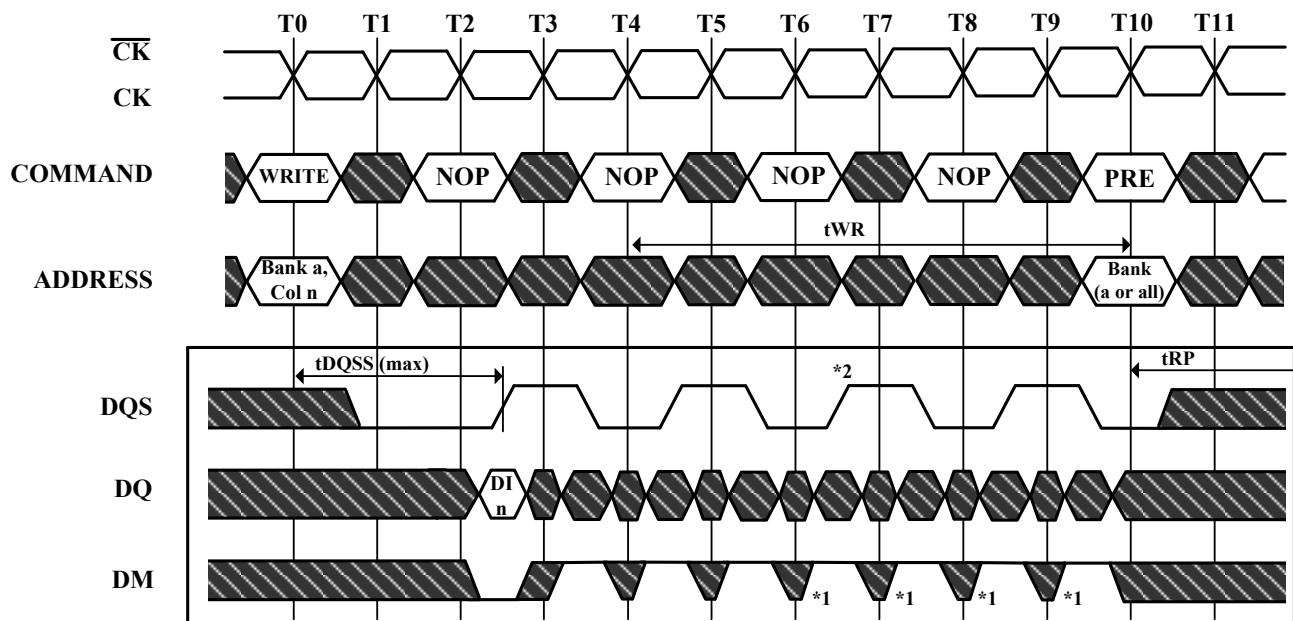 T0 T1 T2 T3 T4 T5 T6 T7 T8 T9 T10 T11
CK
CK
COMMAND WRITE NOP NOP NOP NOP PRE
tWR
ADDRESS Bank a, Col n Bank (a or all)
tDQSS (max) *2 tRP
DQS
DQ DI n
DM
*1 *1 *1 *1